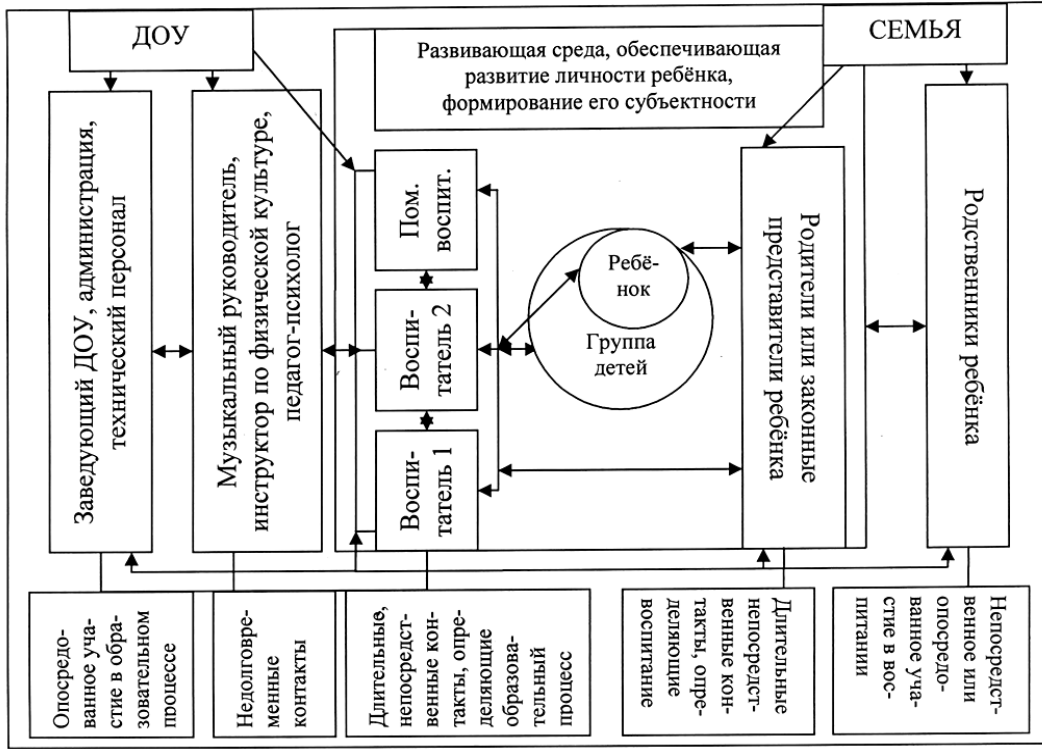 ДОУ
СЕМЬЯ
Развивающая среда, обеспечивающая
развитие личности ребёнка,
формирование его субъектности
Заведующий ДОУ, администрация,
технический персонал
Музыкальный руководитель,
инструктор по физической культуре,
педагог-психолог
Пом.
воспит.
Воспи-
татель 2
Воспи-
татель 1
Ребё-
нок
Группа
детей
Родители или законные
представители ребёнка
Родственники ребёнка
Опосредо-
ванное уча-
стие в обра-
зовательном
процессе
Недолговре-
менные
контакты
Длительные,
непосредст-
венные кон-
такты, опре-
деляющие
образова-
тельный
процесс
Длительные
непосредст-
венные кон-
такты, опре-
деляющие
воспитание
Непосредст-
венное или
опосредо-
ванное уча-
стие в вос-
питании